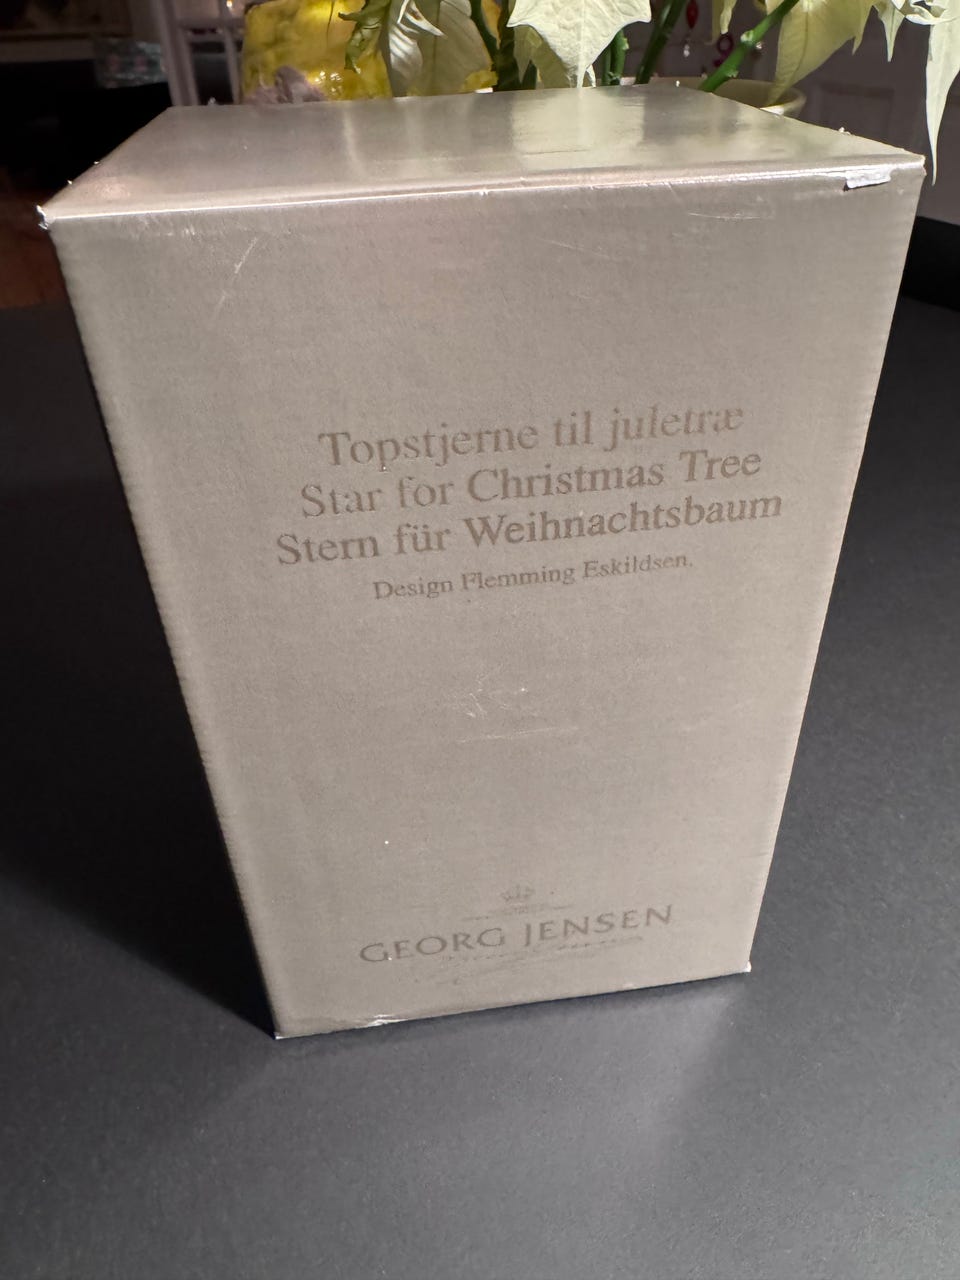 Topstjerne til juletræ
Star for Christmas Tree
Stern für Weihnachtsbaum
Design Flemming Eskildsen.
GEORG JENSEN